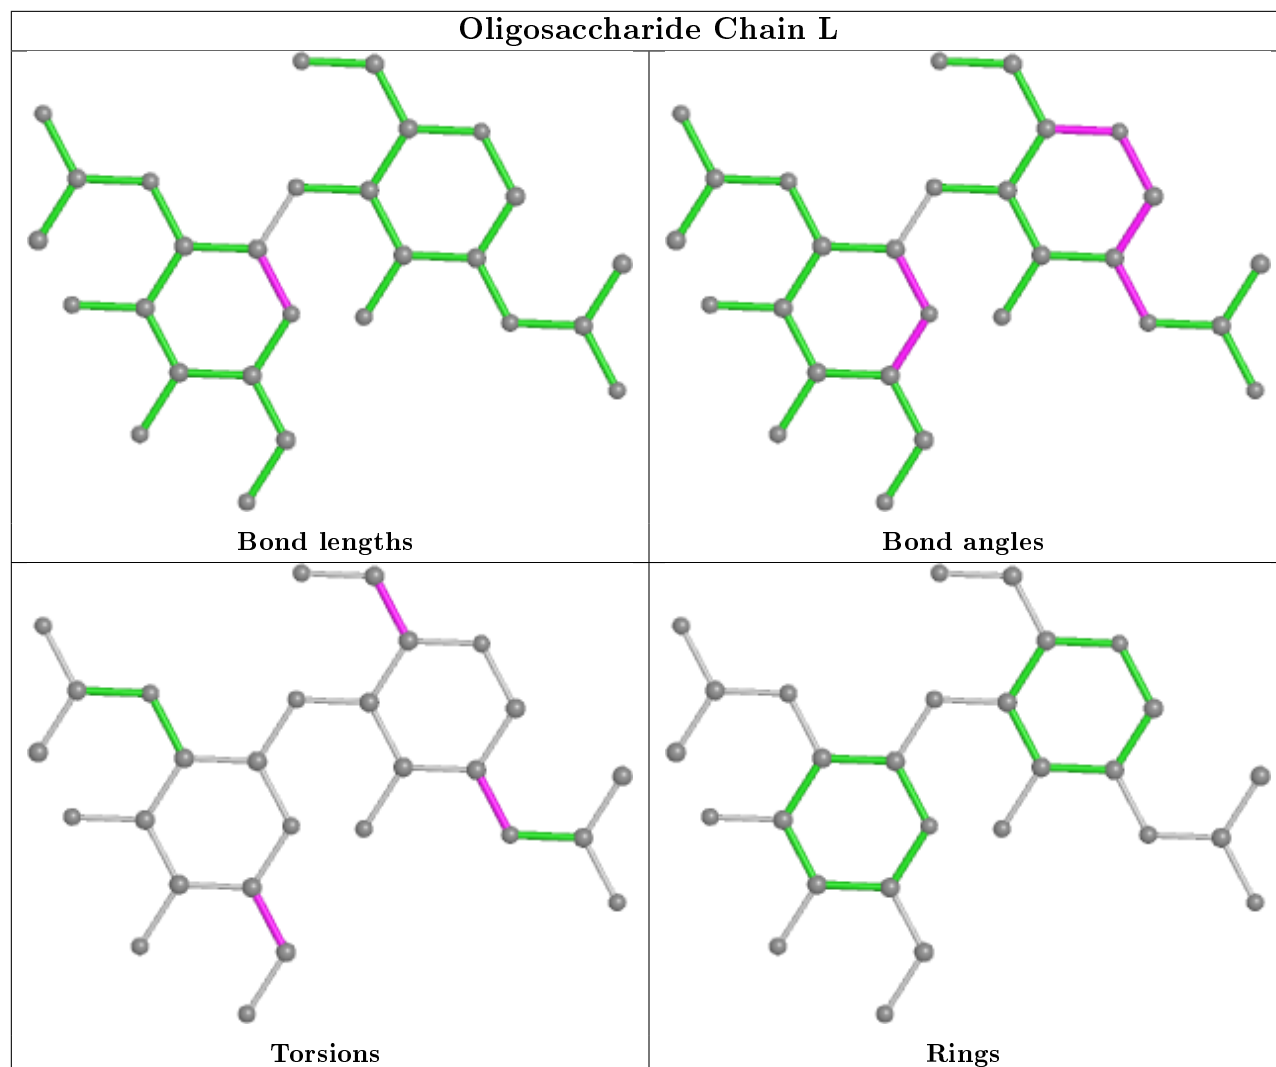 Oligosaccharide Chain L
Bond lengths
Bond angles
Torsions
Rings